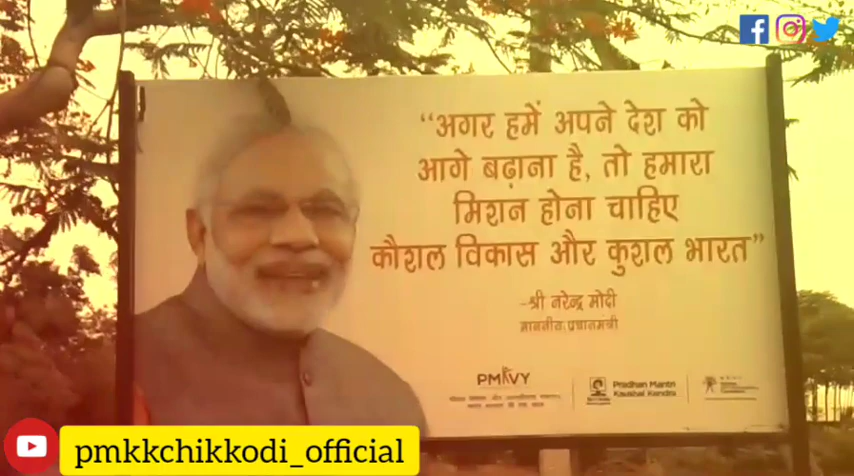 “अगर हमें अपने देश को
आगे बढ़ाना है, तो हमारा
मिशन होना चाहिए
कौशल विकास और कुशल भारत”
-श्री नरेन्द्र मोदी
माननीय प्रधानमंत्री
PMKVY
Pradhan Mantri
Kaushal Kendra
N·S·D·C
pmkkchikkodi_official